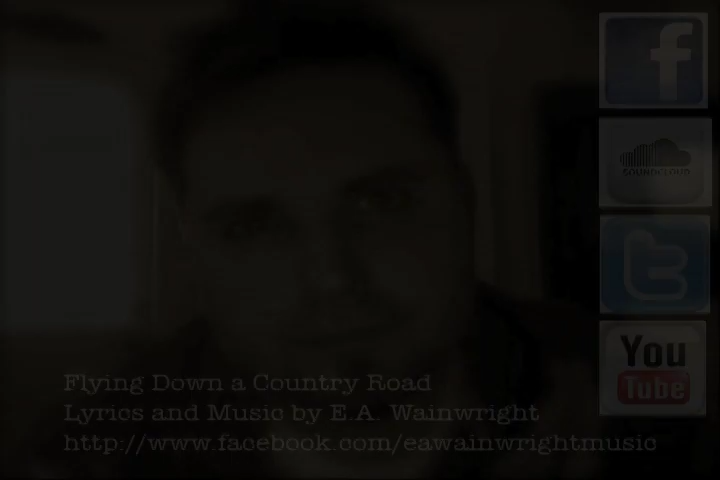 SOUNDCLOUD
You
Tube
Flying Down a Country Road
Lyrics and Music by E.A. Wainwright
http://www.facebook.com/eawainwrightmusic